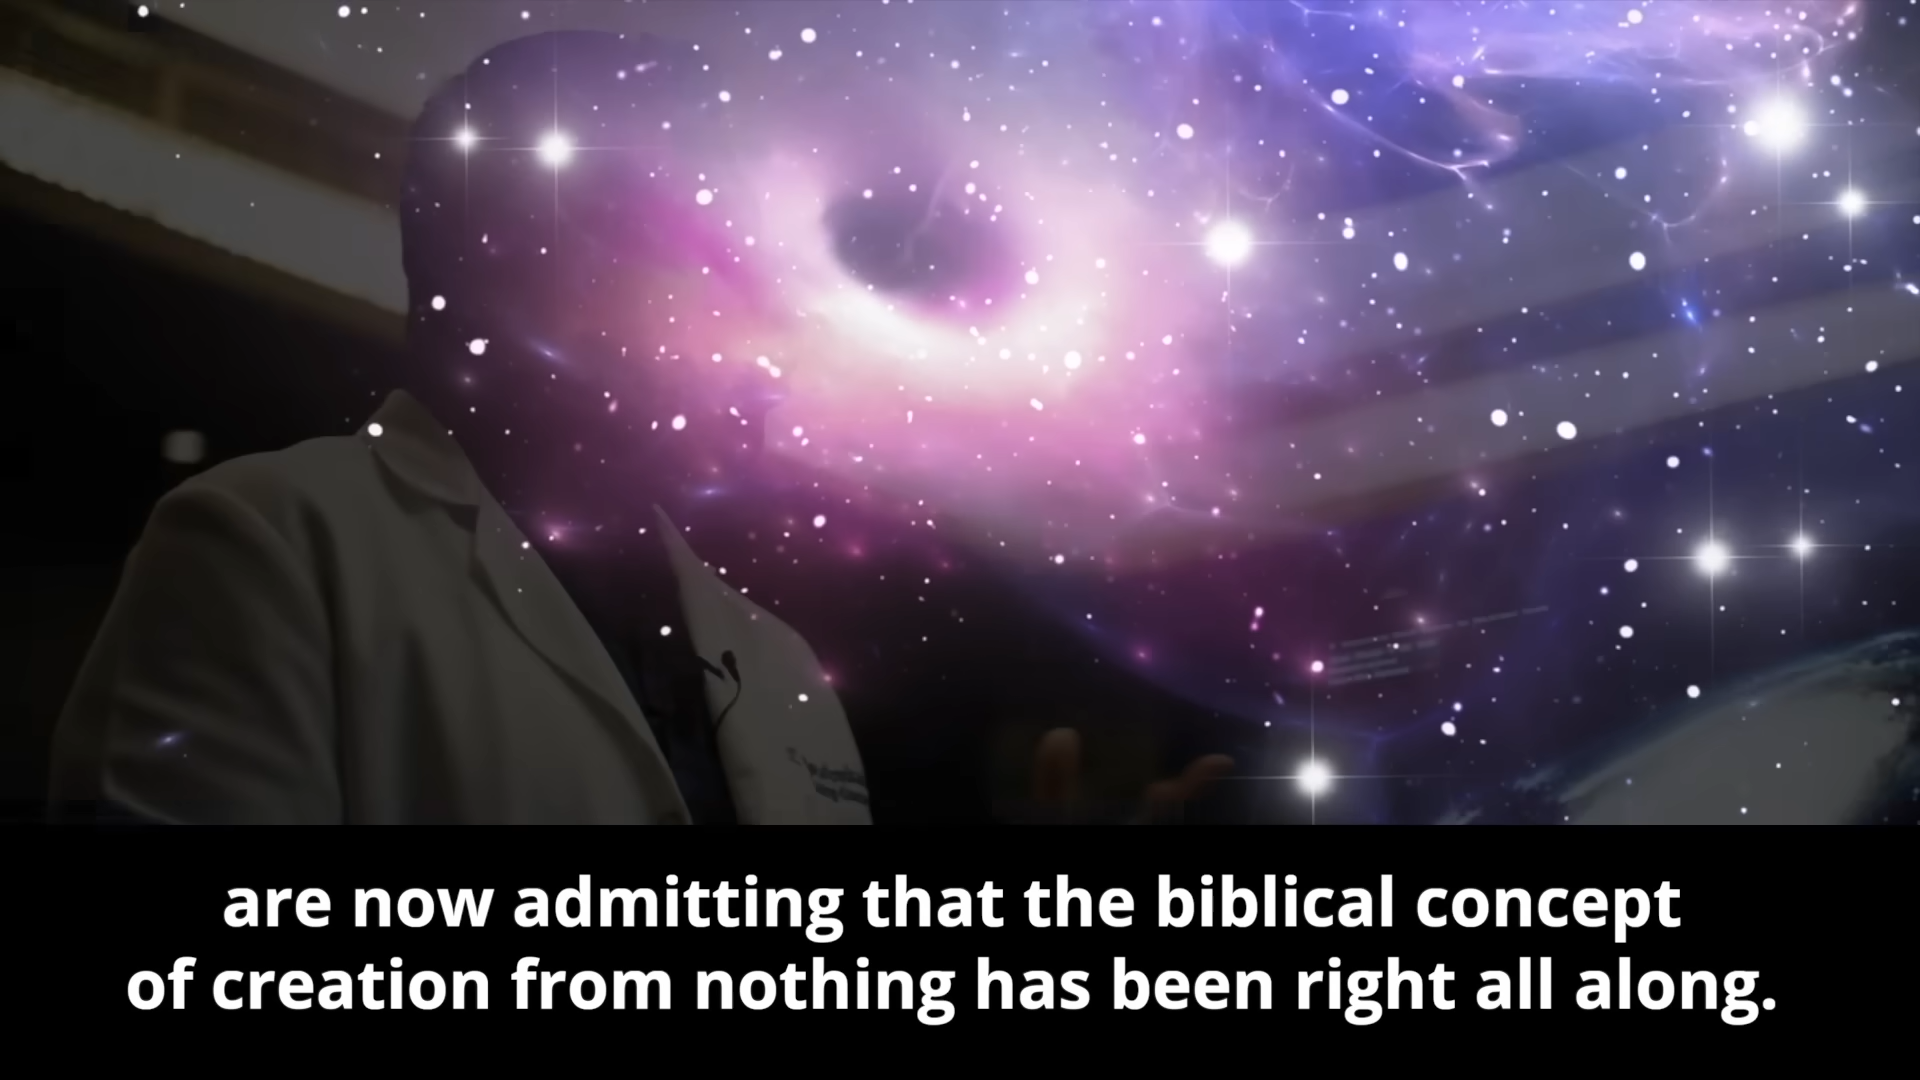 are now admitting that the biblical concept
of creation from nothing has been right all along.